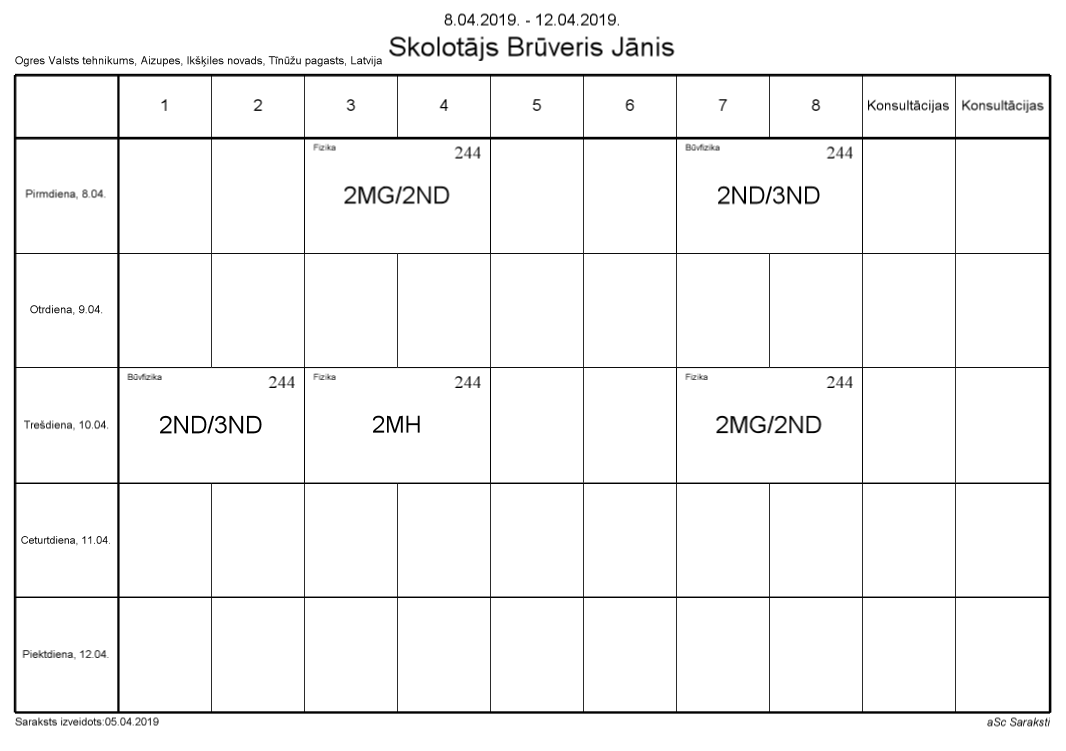 8.04.2019. - 12.04.2019.
Skolotājs Brūveris Jānis
Ogres Valsts tehnikums, Aizupes, Ikšķiles novads, Tīnūžu pagasts, Latvija
1 2 3 4 5 6 7 8 Konsultācijas Konsultācijas
Pirmdiena, 8.04.
Fizika 244
2MG/2ND
Būvfizika 244
2ND/3ND
Otrdiena, 9.04.
Trešdiena, 10.04.
Būvfizika 244
2ND/3ND
Fizika 244
2MH
Fizika 244
2MG/2ND
Ceturtdiena, 11.04.
Piektdiena, 12.04.
Saraksts izveidots:05.04.2019
aSc Saraksti